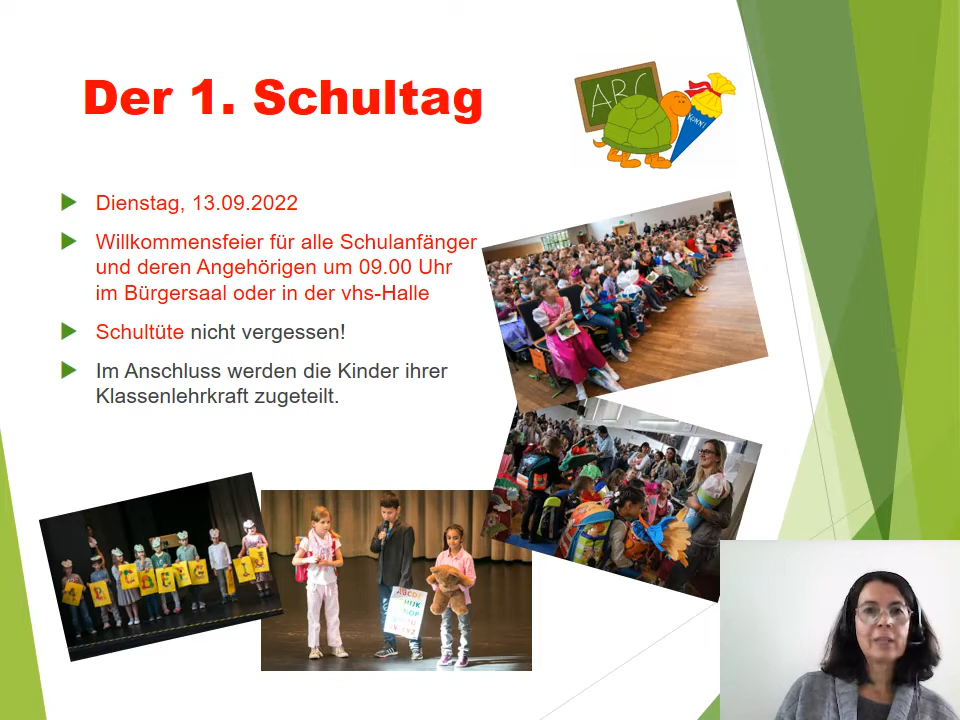 Der 1. Schultag
ABC
KONNI
Dienstag, 13.09.2022
Willkommensfeier für alle Schulanfänger
und deren Angehörigen um 09.00 Uhr
im Bürgersaal oder in der vhs-Halle
Schultüte nicht vergessen!
Im Anschluss werden die Kinder ihrer
Klassenlehrkraft zugeteilt.